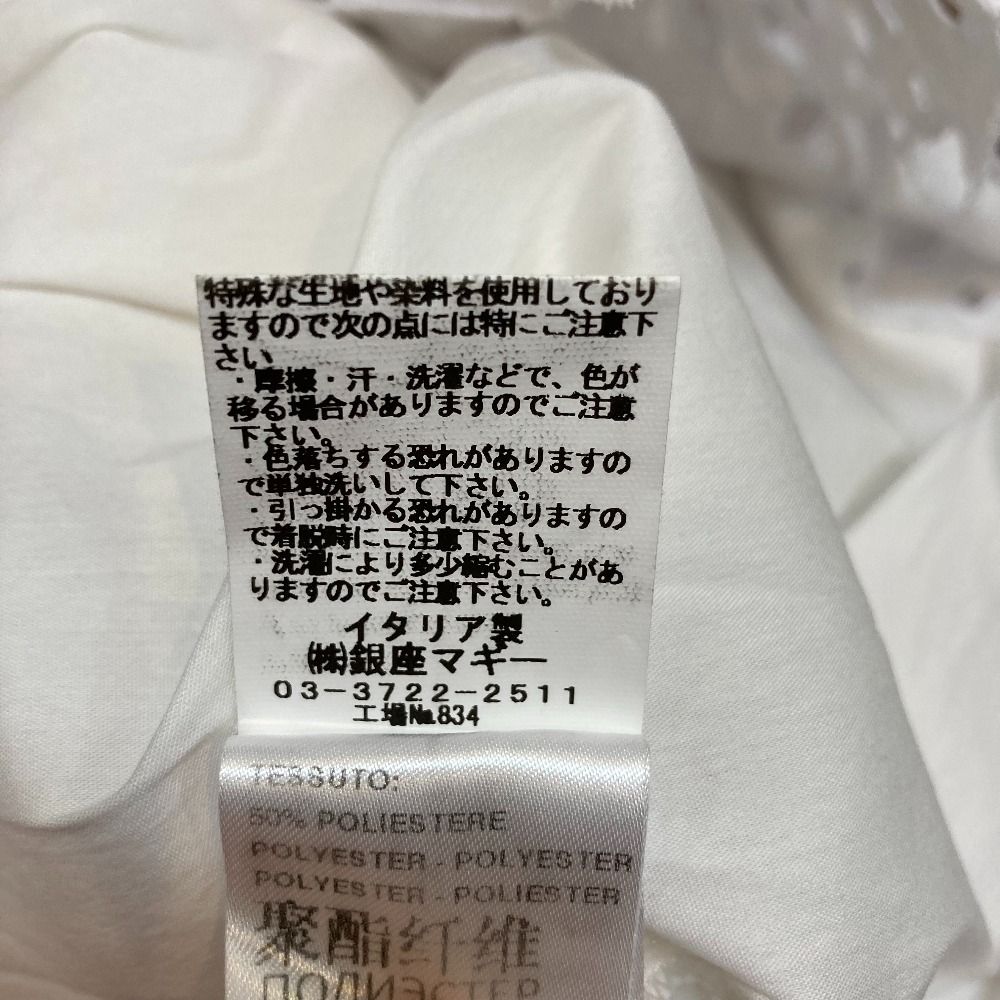 特殊な生地や染料を使用しており
ますので次の点には特にご注意下
さい
・摩擦・汗・洗濯などで、色が
移る場合がありますのでご注意
下さい。
・色落ちする恐れがありますの
で単独洗いして下さい。
・引っ掛かる恐れがありますの
で着脱時にご注意下さい。
・洗濯により多少縮むことがあ
りますのでご注意下さい。
イタリア製
㈱銀座マギー
03-3722-2511
工場№834
TESSUTO:
50% POLIESTERE
POLYESTER - POLYESTER
POLYESTER - POLIESTER
聚酯纤维
ПОЛИЭСТЕР